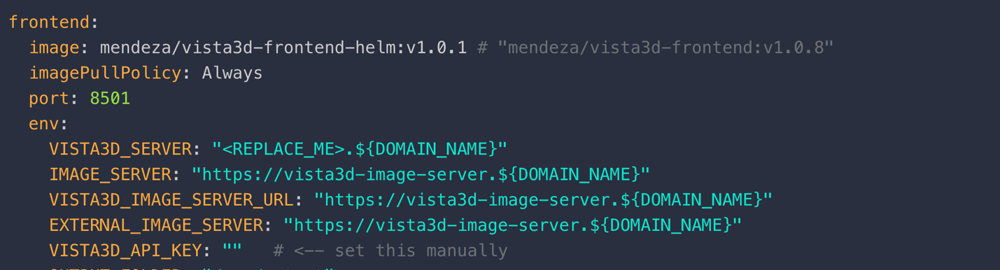 frontend:
  image: mendeza/vista3d-frontend-helm:v1.0.1 # "mendeza/vista3d-frontend:v1.0.8"
  imagePullPolicy: Always
  port: 8501
  env:
    VISTA3D_SERVER: "<REPLACE_ME>.${DOMAIN_NAME}"
    IMAGE_SERVER: "https://vista3d-image-server.${DOMAIN_NAME}"
    VISTA3D_IMAGE_SERVER_URL: "https://vista3d-image-server.${DOMAIN_NAME}"
    EXTERNAL_IMAGE_SERVER: "https://vista3d-image-server.${DOMAIN_NAME}"
    VISTA3D_API_KEY: ""   # <-- set this manually